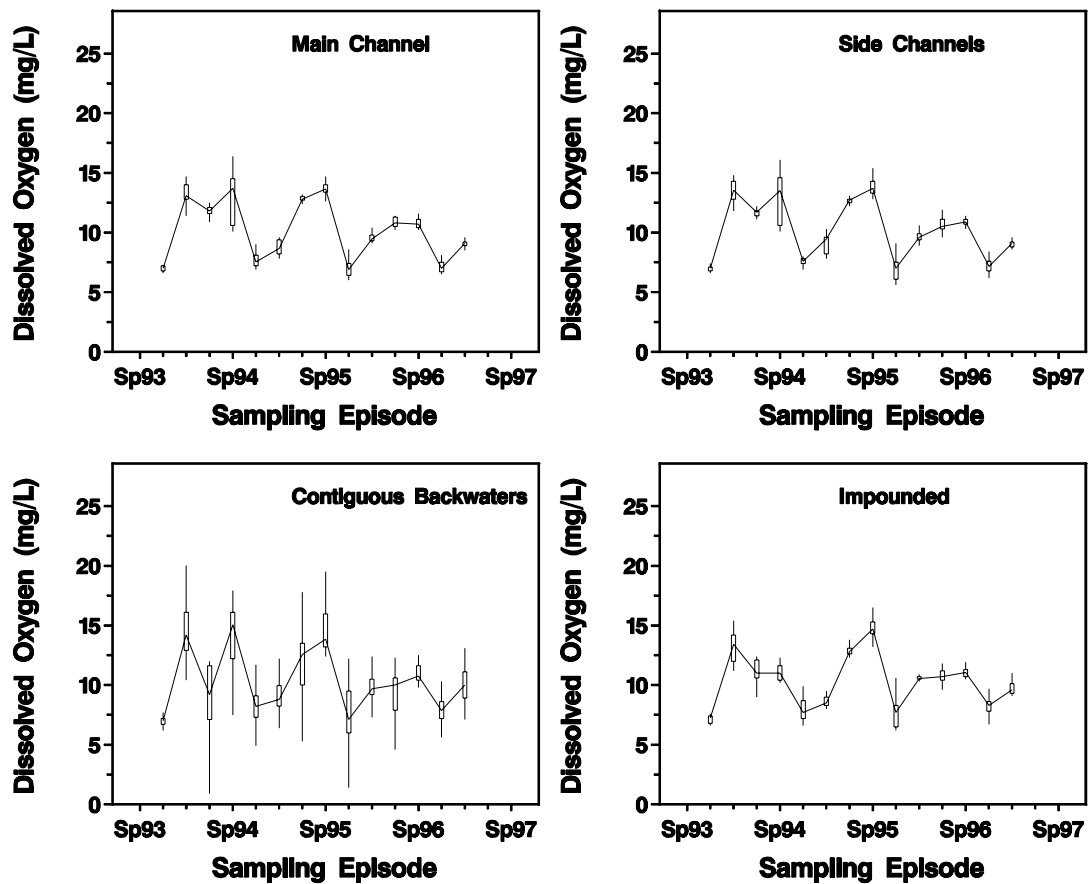 Main Channel
Dissolved Oxygen (mg/L)
25
20
15
10
5
0
Sp93 Sp94 Sp95 Sp96 Sp97
Sampling Episode
Side Channels
Dissolved Oxygen (mg/L)
25
20
15
10
5
0
Sp93 Sp94 Sp95 Sp96 Sp97
Sampling Episode
Contiguous Backwaters
Dissolved Oxygen (mg/L)
25
20
15
10
5
0
Sp93 Sp94 Sp95 Sp96 Sp97
Sampling Episode
Impounded
Dissolved Oxygen (mg/L)
25
20
15
10
5
0
Sp93 Sp94 Sp95 Sp96 Sp97
Sampling Episode